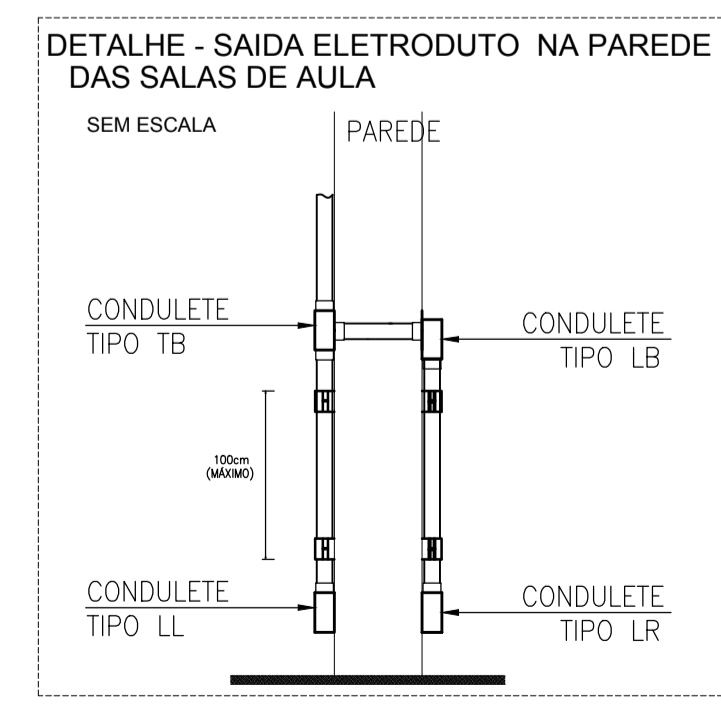 DETALHE - SAIDA ELETRODUTO NA PAREDE
DAS SALAS DE AULA
SEM ESCALA
PAREDE
CONDULETE
TIPO TB
CONDULETE
TIPO LB
100cm
(MÁXIMO)
CONDULETE
TIPO LL
CONDULETE
TIPO LR